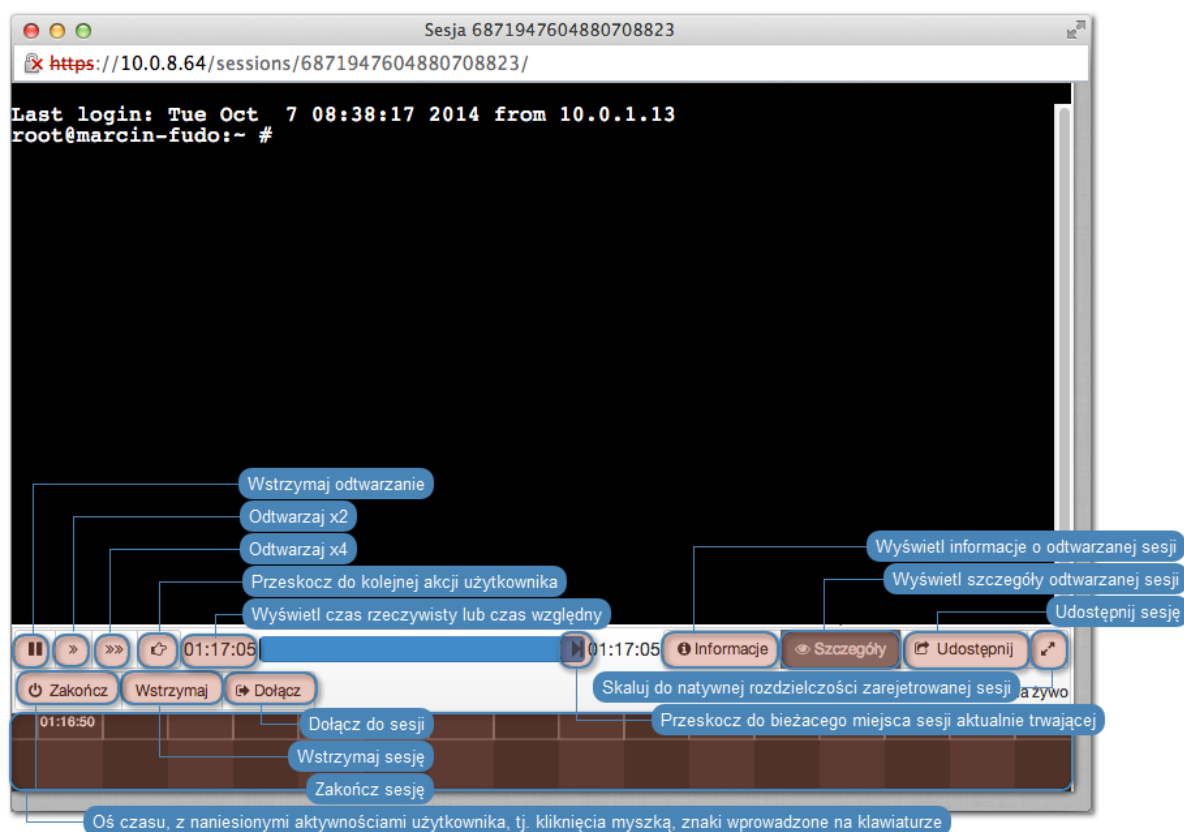 Sesja 6871947604880708823
https://10.0.8.64/sessions/6871947604880708823/
Last login: Tue Oct  7 08:38:17 2014 from 10.0.1.13
root@marcin-fudo:~ #
Wstrzymaj odtwarzanie
Odtwarzaj x2
Odtwarzaj x4
Wyświetl informacje o odtwarzanej sesji
Przeskocz do kolejnej akcji użytkownika
Wyświetl szczegóły odtwarzanej sesji
Wyświetl czas rzeczywisty lub czas względny
Udostępnij sesję
01:17:05 01:17:05 Informacje Szczegóły Udostępnij
Zakończ Wstrzymaj Dołącz Skaluj do natywnej rozdzielczości zarejetrowanej sesji a żywo
01:16:50
Dołącz do sesji
Przeskocz do bieżacego miejsca sesji aktualnie trwającej
Wstrzymaj sesję
Zakończ sesję
Oś czasu, z naniesionymi aktywnościami użytkownika, tj. kliknięcia myszką, znaki wprowadzone na klawiaturze